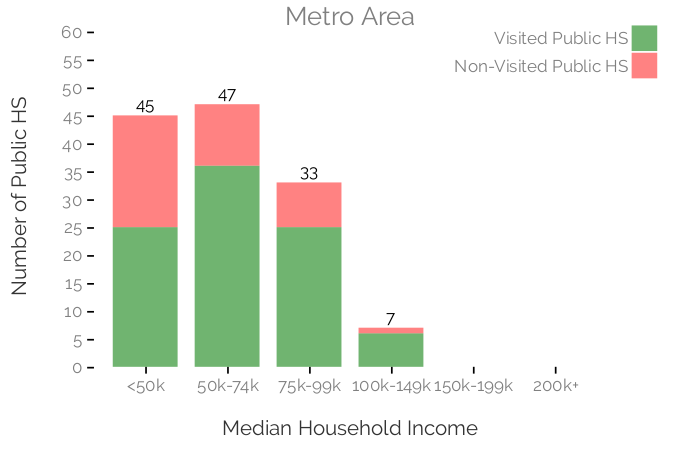 Metro Area
Visited Public HS
Non-Visited Public HS
Number of Public HS
60
55
50
45
40
35
30
25
20
15
10
5
0
45
47
33
7
<50k
50k-74k
75k-99k
100k-149k
150k-199k
200k+
Median Household Income